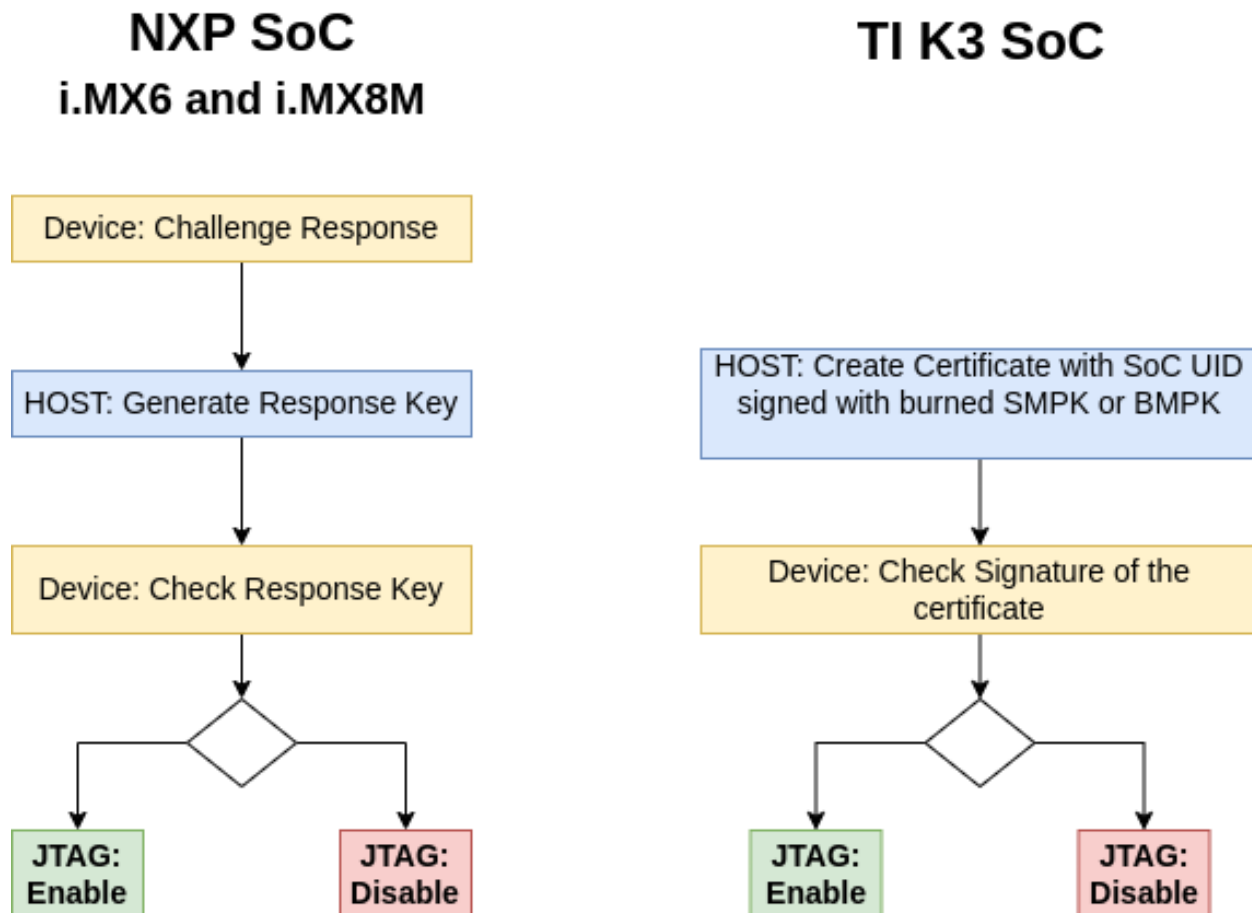 NXP SoC
i.MX6 and i.MX8M
Device: Challenge Response
HOST: Generate Response Key
Device: Check Response Key
JTAG:
Enable
JTAG:
Disable
TI K3 SoC
HOST: Create Certificate with SoC UID
signed with burned SMPK or BMPK
Device: Check Signature of the
certificate
JTAG:
Enable
JTAG:
Disable